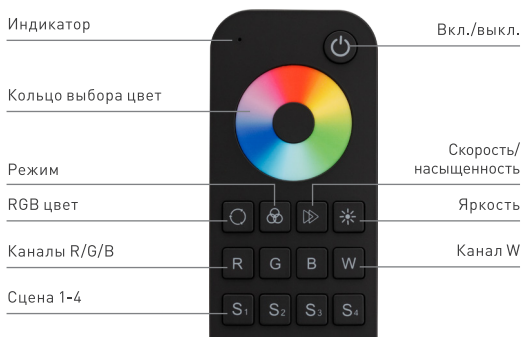 Индикатор
Вкл./выкл.
Кольцо выбора цвет
Скорость/
насыщенность
Режим
RGB цвет
Яркость
Каналы R/G/B
R G B W
Канал W
Сцена 1-4
S1 S2 S3 S4